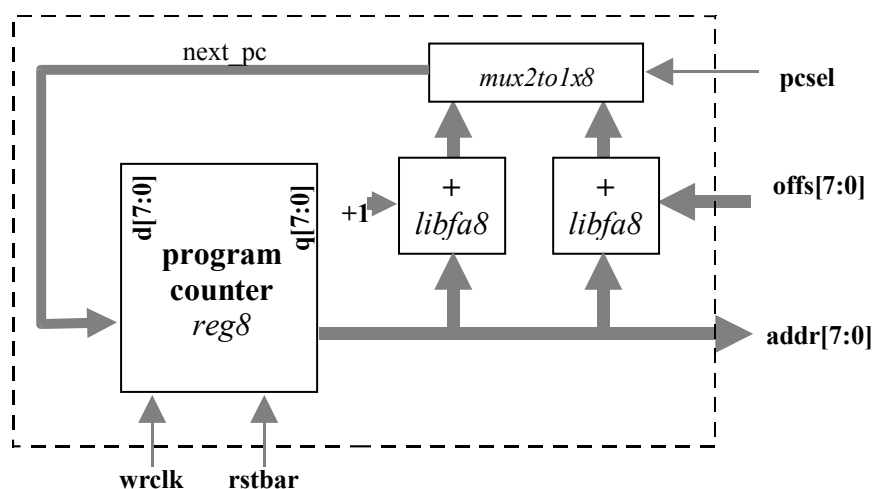 next_pc
mux2to1x8
pcsel
d[7:0]
q[7:0]
+
libfa8
+
libfa8
offs[7:0]
+1
program
counter
reg8
addr[7:0]
wrclk
rstbar